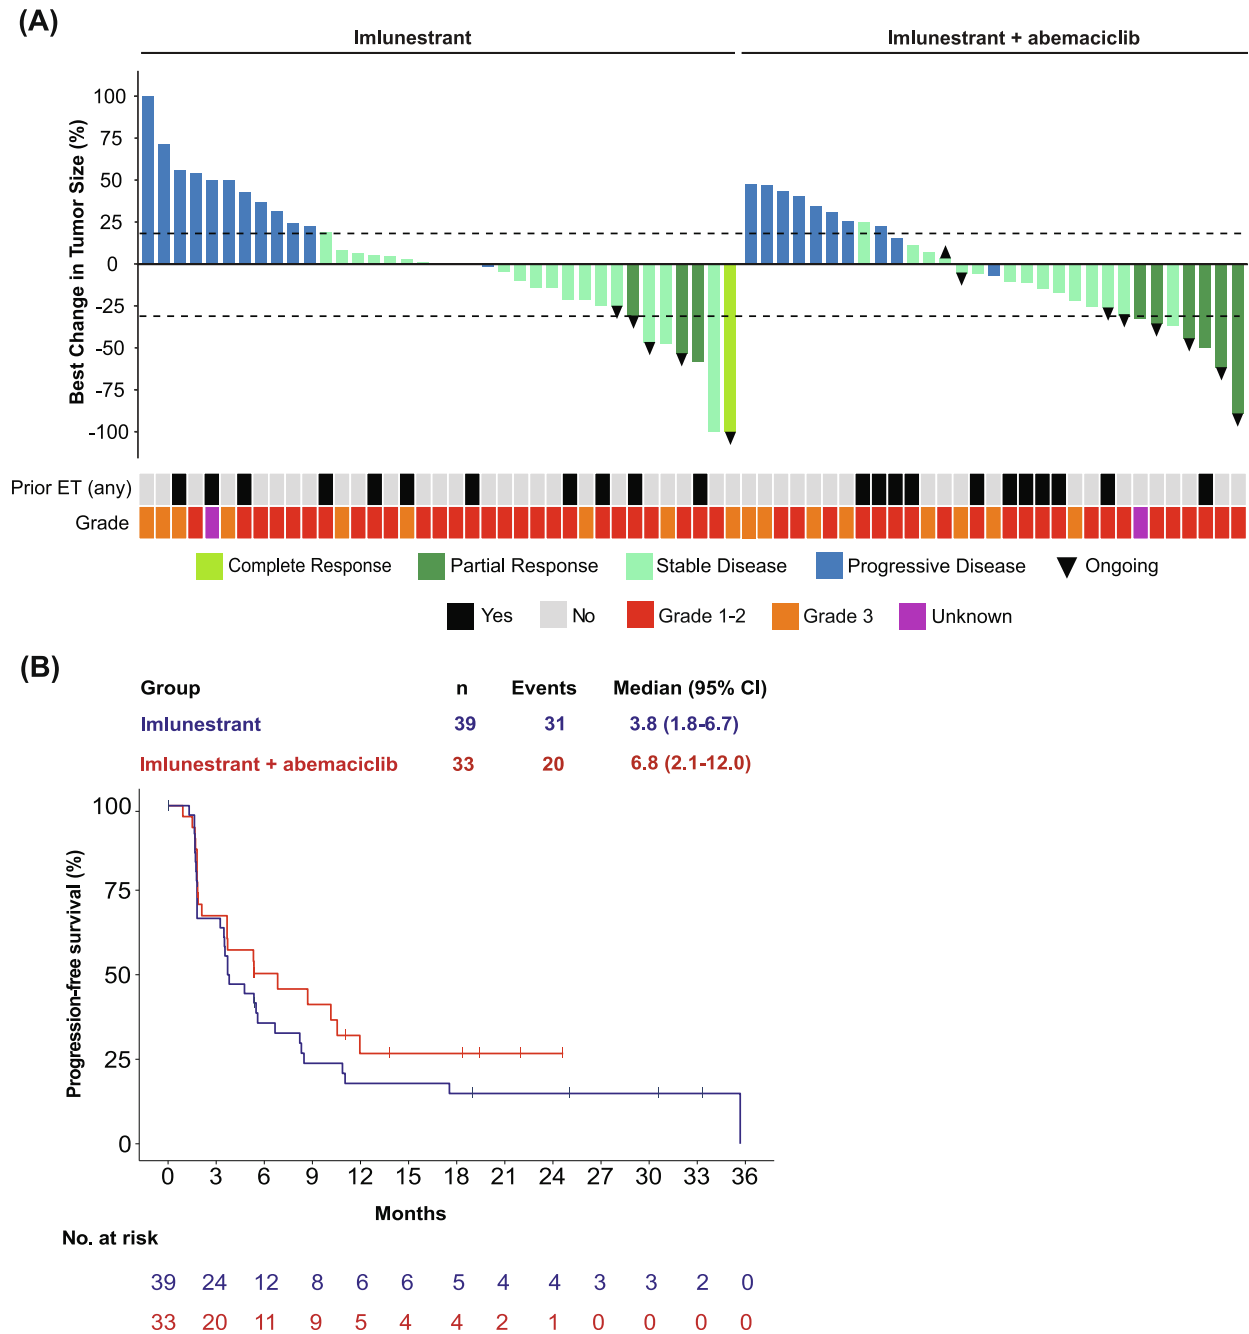 (A)
Imlunestrant
Imlunestrant + abemaciclib
Best Change in Tumor Size (%)
100
75
50
25
0
-25
-50
-75
-100
Prior ET (any)
Grade
Complete Response
Partial Response
Stable Disease
Progressive Disease
Ongoing
Yes
No
Grade 1-2
Grade 3
Unknown
(B)
Group n Events Median (95% CI)
Imlunestrant 39 31 3.8 (1.8-6.7)
Imlunestrant + abemaciclib 33 20 6.8 (2.1-12.0)
Progression-free survival (%)
100
75
50
25
0
0 3 6 9 12 15 18 21 24 27 30 33 36
Months
No. at risk
39 24 12 8 6 6 5 4 4 3 3 2 0
33 20 11 9 5 4 4 2 1 0 0 0 0